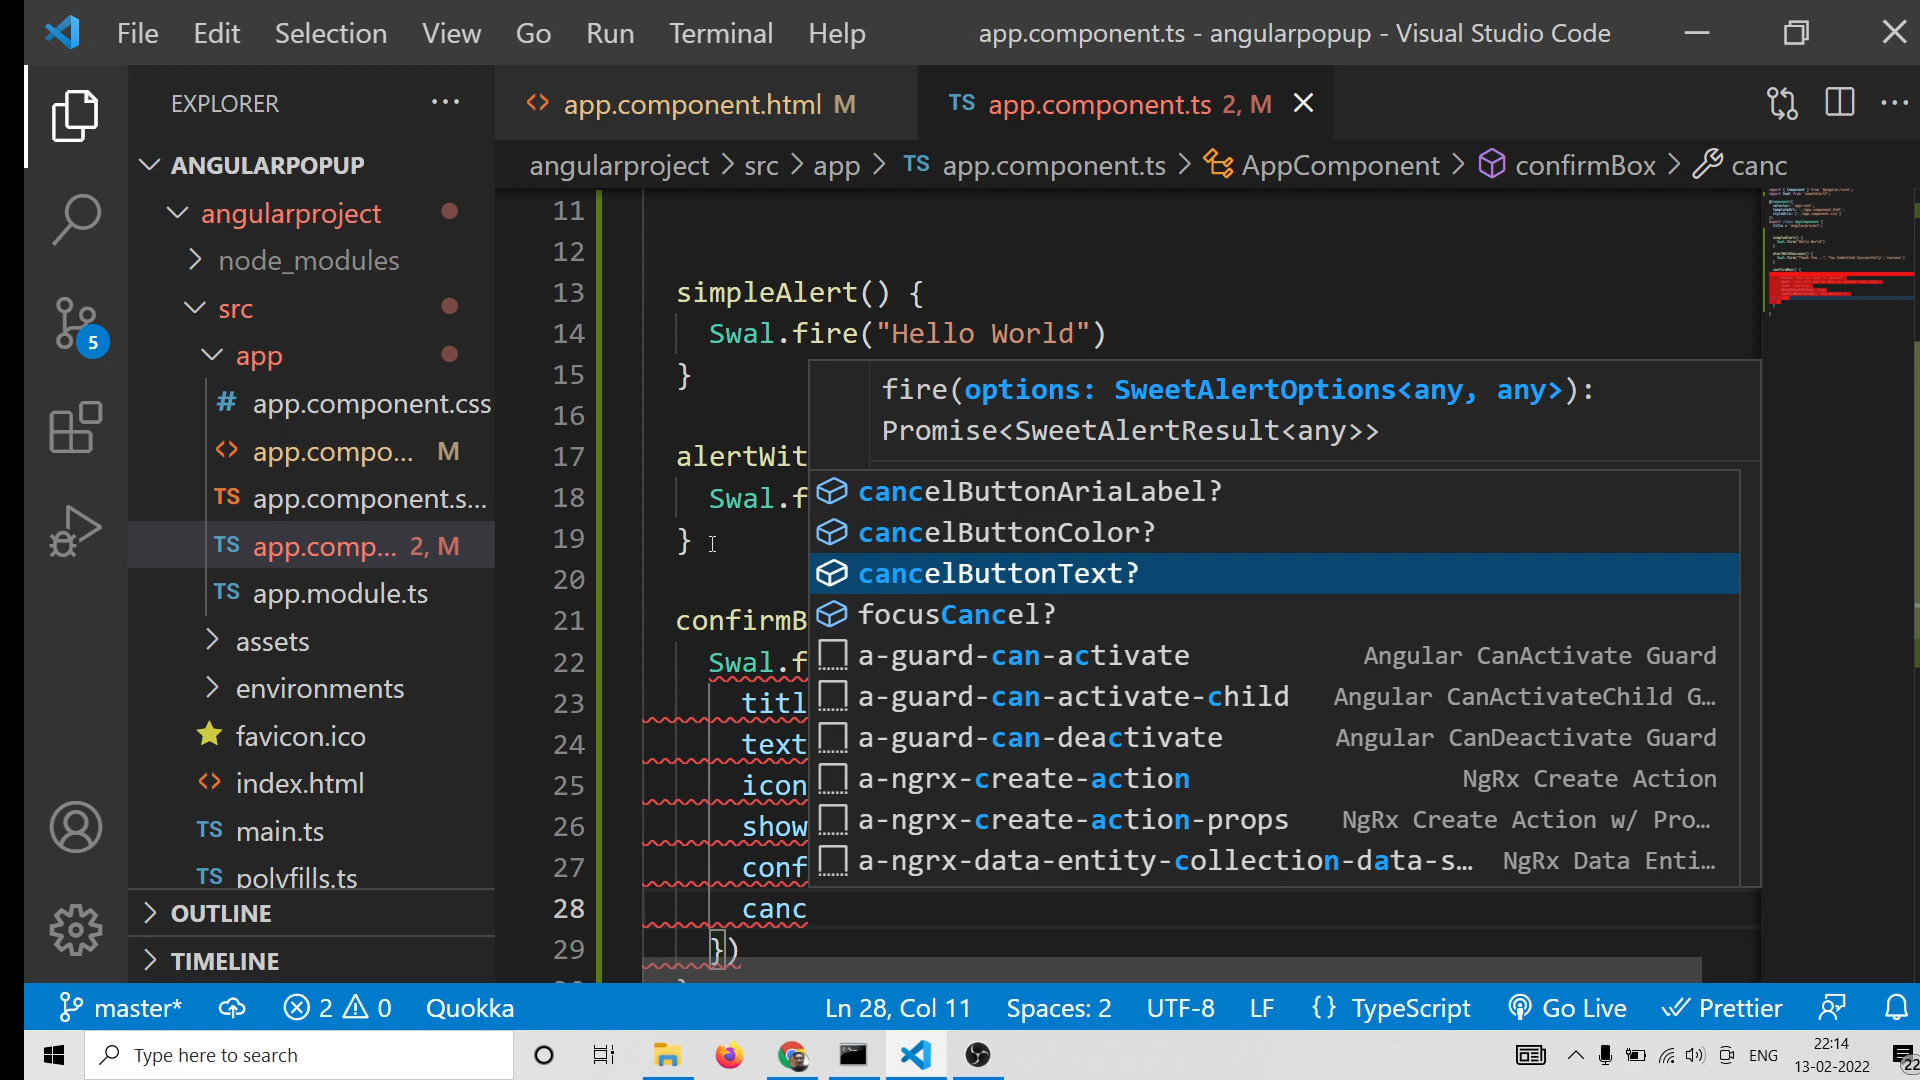 File Edit Selection View Go Run Terminal Help app.component.ts - angularpopup - Visual Studio Code
EXPLORER
app.component.html M
TS app.component.ts 2, M
angularproject > src > app > TS app.component.ts > AppComponent > confirmBox > canc
ANGULARPOPUP
angularproject
node_modules
src
app
# app.component.css
app.compo... M
TS app.component.s...
TS app.comp... 2, M
TS app.module.ts
assets
environments
favicon.ico
index.html
TS main.ts
TS polyfills.ts
OUTLINE
TIMELINE
5
11
12
13 simpleAlert() {
14 Swal.fire("Hello World")
15 }
16
17 alertWit
18 Swal.f
19 }
20
21 confirmB
22 Swal.f
23 titl
24 text
25 icon
26 show
27 conf
28 canc
29 })
fire(options: SweetAlertOptions<any, any>):
Promise<SweetAlertResult<any>>
cancelButtonAriaLabel?
cancelButtonColor?
cancelButtonText?
focusCancel?
a-guard-can-activate Angular CanActivate Guard
a-guard-can-activate-child Angular CanActivateChild G...
a-guard-can-deactivate Angular CanDeactivate Guard
a-ngrx-create-action NgRx Create Action
a-ngrx-create-action-props NgRx Create Action w/ Pro...
a-ngrx-data-entity-collection-data-s... NgRx Data Enti...
master* 2 0 Quokka Ln 28, Col 11 Spaces: 2 UTF-8 LF {} TypeScript Go Live Prettier
Type here to search
ENG
22:14
13-02-2022
22